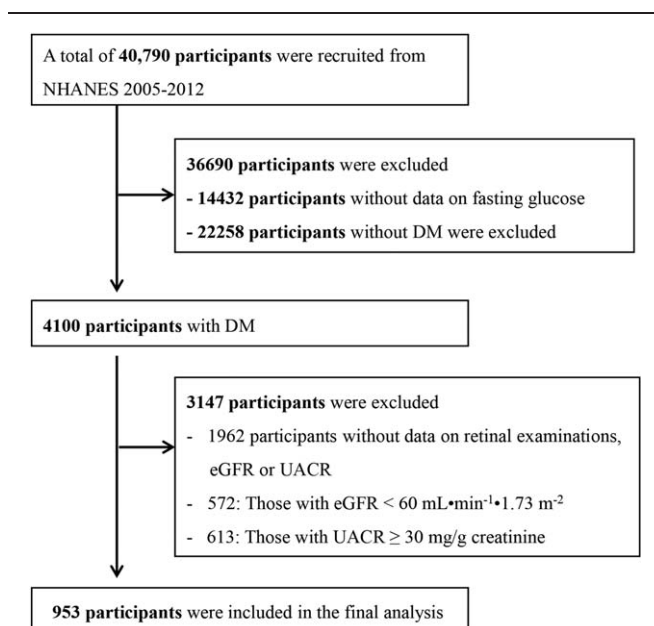 A total of 40,790 participants were recruited from
NHANES 2005-2012
36690 participants were excluded
- 14432 participants without data on fasting glucose
- 22258 participants without DM were excluded
4100 participants with DM
3147 participants were excluded
- 1962 participants without data on retinal examinations,
eGFR or UACR
- 572: Those with eGFR < 60 mL•min⁻¹•1.73 m⁻²
- 613: Those with UACR ≥ 30 mg/g creatinine
953 participants were included in the final analysis